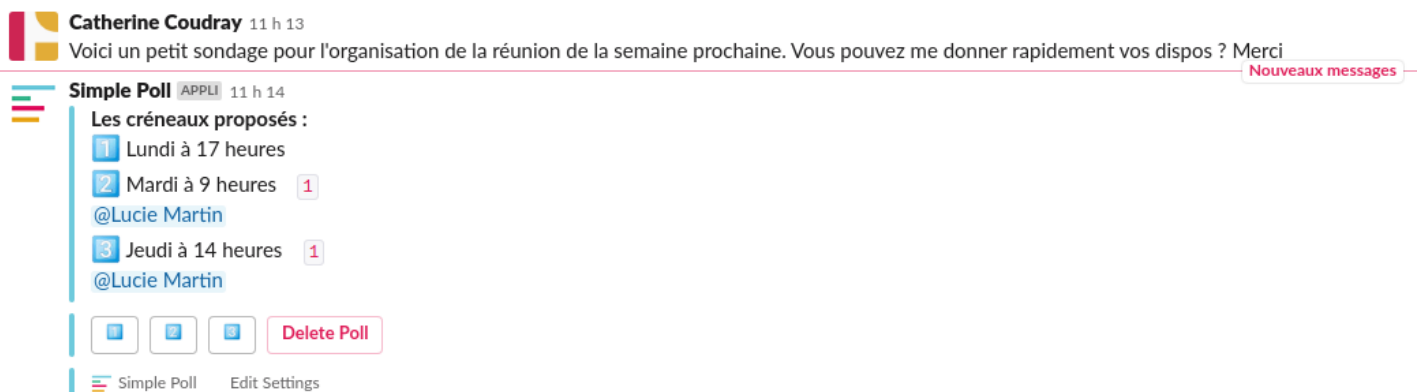 Catherine Coudray 11 h 13
Voici un petit sondage pour l'organisation de la réunion de la semaine prochaine. Vous pouvez me donner rapidement vos dispos ? Merci
Nouveaux messages
Simple Poll APPLI 11 h 14
Les créneaux proposés :
1 Lundi à 17 heures
2 Mardi à 9 heures 1
@Lucie Martin
3 Jeudi à 14 heures 1
@Lucie Martin
1 2 3 Delete Poll
Simple Poll Edit Settings